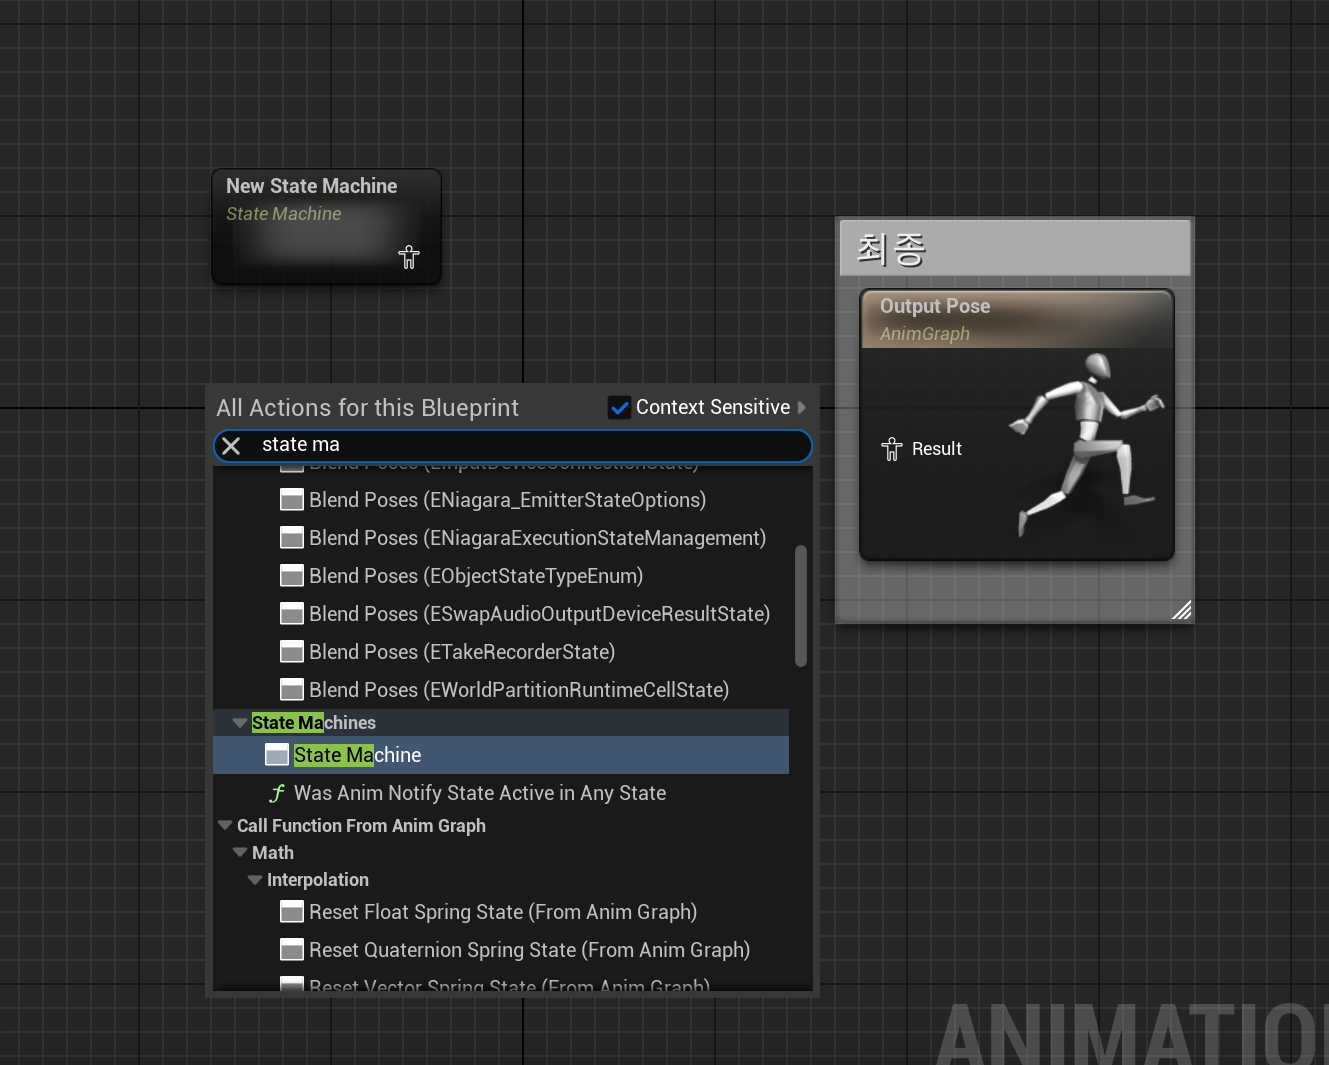 New State Machine
State Machine
최종
Output Pose
AnimGraph
Result
All Actions for this Blueprint
Context Sensitive
state ma
Blend Poses (EInputDeviceConnectionState)
Blend Poses (ENiagara_EmitterStateOptions)
Blend Poses (ENiagaraExecutionStateManagement)
Blend Poses (EObjectStateTypeEnum)
Blend Poses (ESwapAudioOutputDeviceResultState)
Blend Poses (ETakeRecorderState)
Blend Poses (EWorldPartitionRuntimeCellState)
State Machines
State Machine
Was Anim Notify State Active in Any State
Call Function From Anim Graph
Math
Interpolation
Reset Float Spring State (From Anim Graph)
Reset Quaternion Spring State (From Anim Graph)
Reset Vector Spring State (From Anim Graph)
ANIMATIO